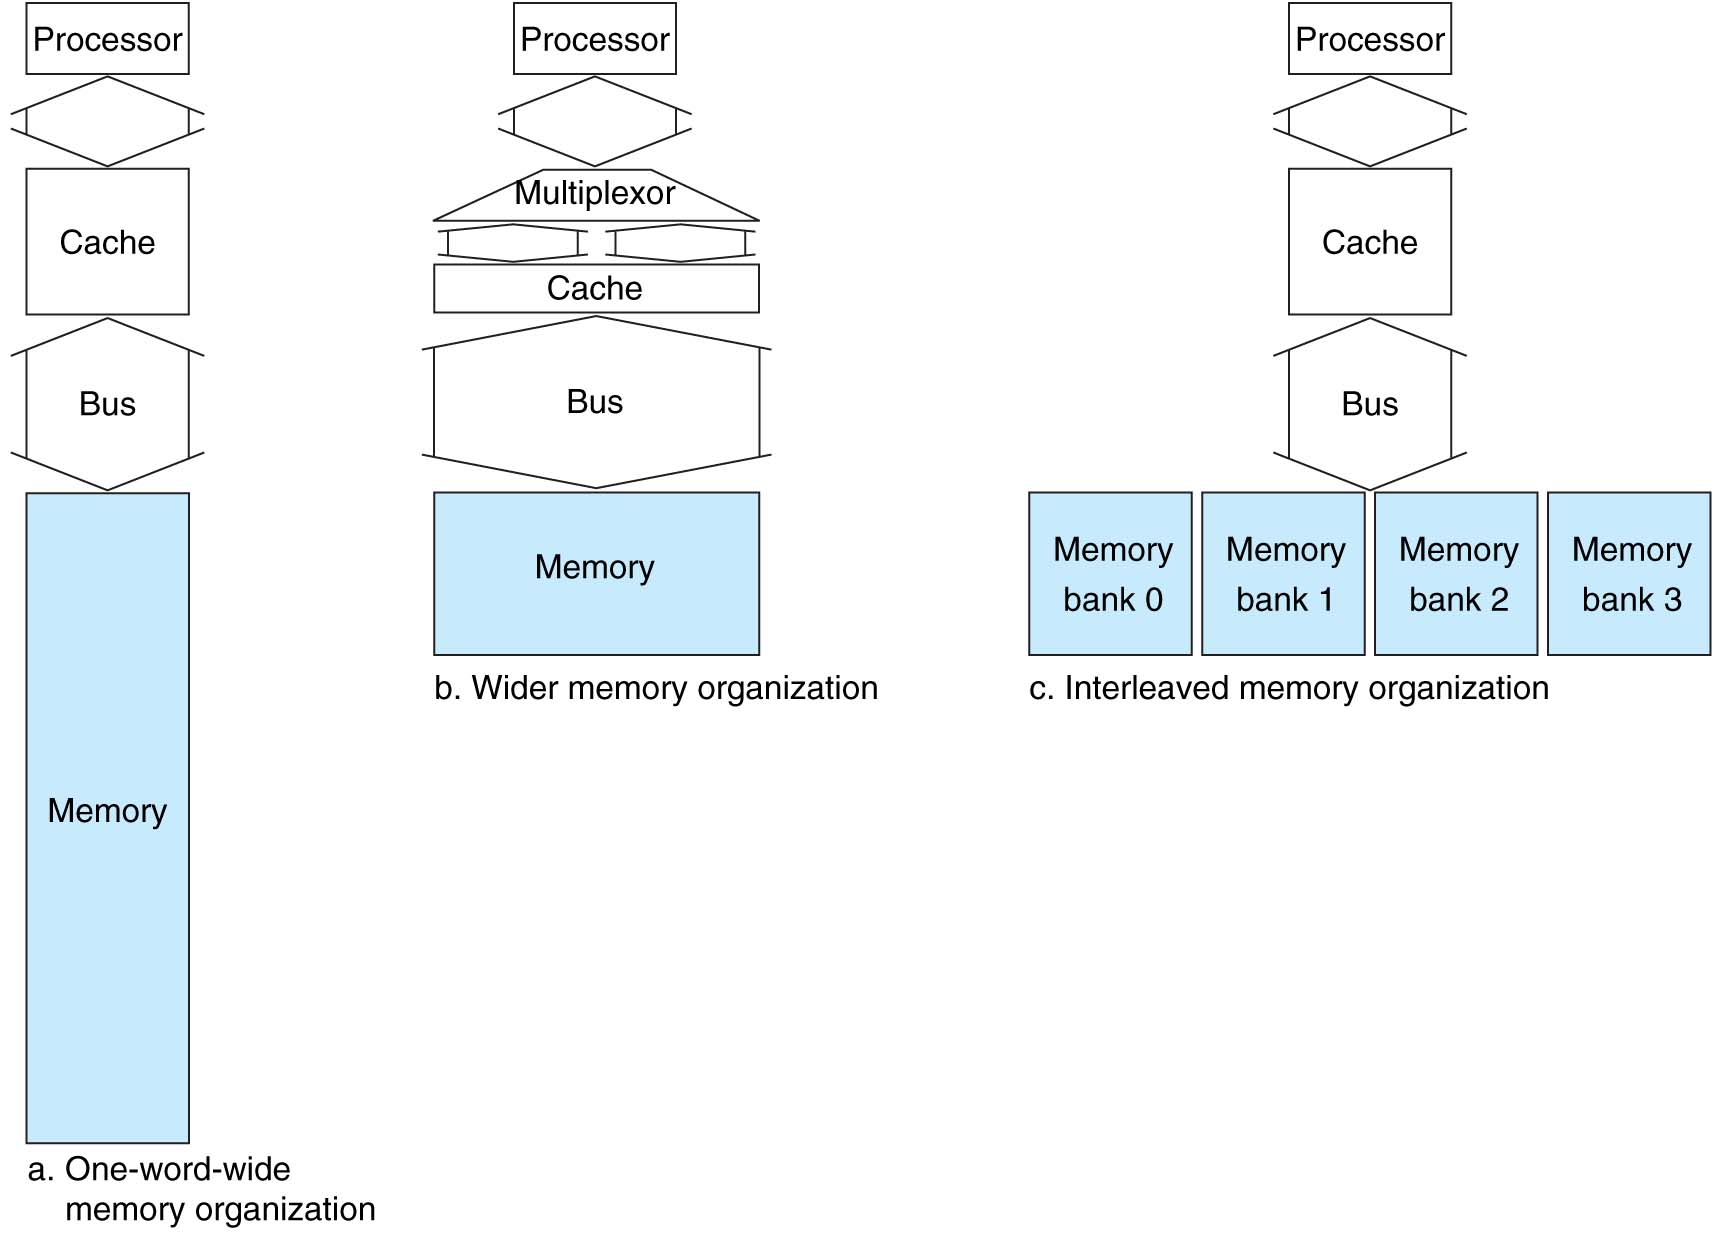 Processor
Cache
Bus
Memory
a. One-word-wide
memory organization
Processor
Multiplexor
Cache
Bus
Memory
b. Wider memory organization
Processor
Cache
Bus
Memory
bank 0
Memory
bank 1
Memory
bank 2
Memory
bank 3
c. Interleaved memory organization